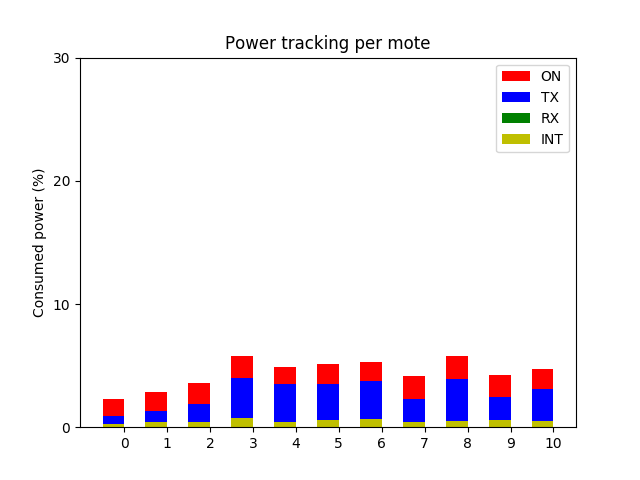 Power tracking per mote
Consumed power (%)
30
20
10
0
ON
TX
RX
INT
0 1 2 3 4 5 6 7 8 9 10